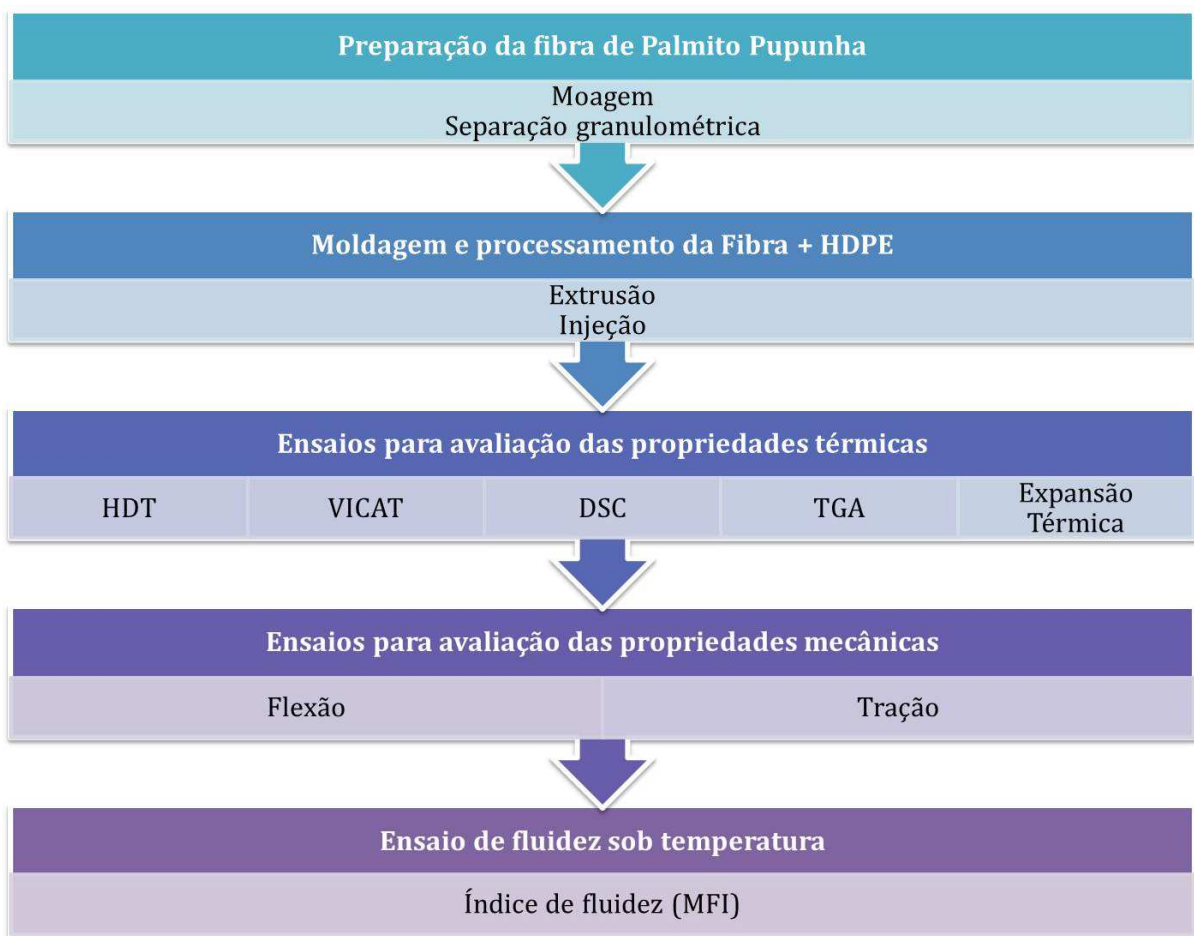 Preparação da fibra de Palmito Pupunha
Moagem
Separação granulométrica
Moldagem e processamento da Fibra + HDPE
Extrusão
Injeção
Ensaios para avaliação das propriedades térmicas
HDT
VICAT
DSC
TGA
Expansão
Térmica
Ensaios para avaliação das propriedades mecânicas
Flexão
Tração
Ensaio de fluidez sob temperatura
Índice de fluidez (MFI)